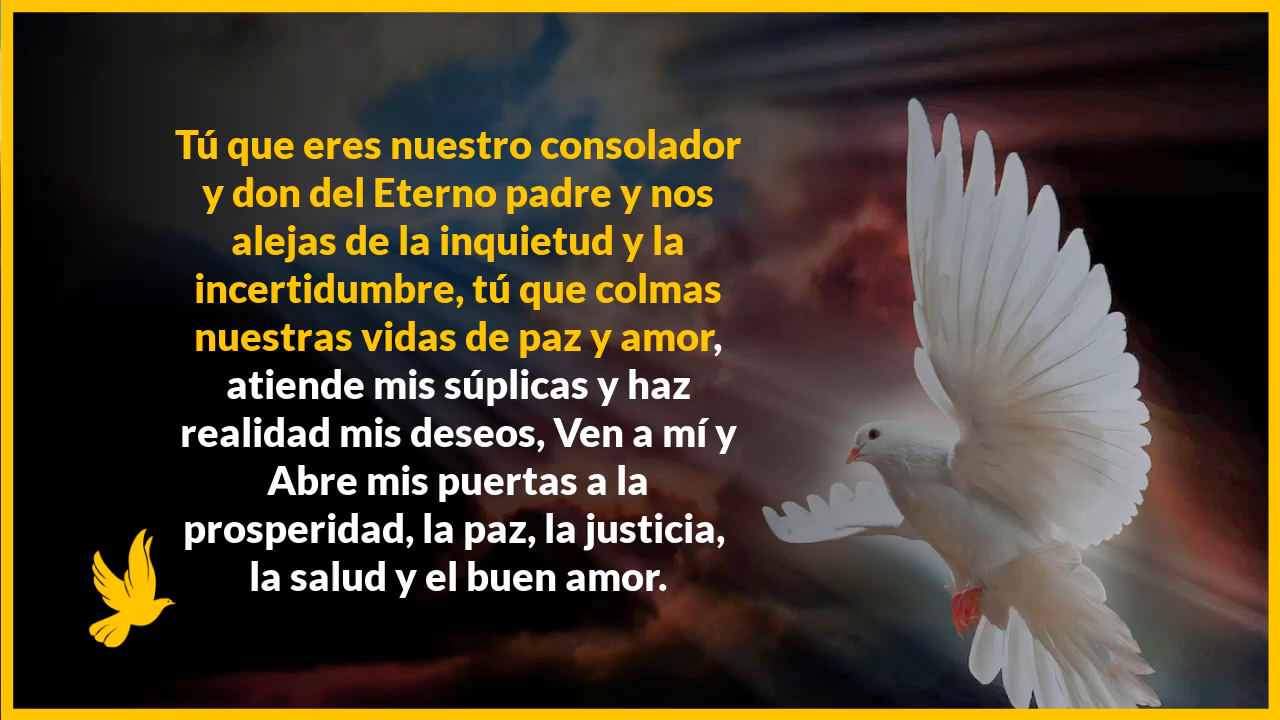 Tú que eres nuestro consolador
y don del Eterno padre y nos
alejas de la inquietud y la
incertidumbre, tú que colmas
nuestras vidas de paz y amor,
atiende mis súplicas y haz
realidad mis deseos, Ven a mí y
Abre mis puertas a la
prosperidad, la paz, la justicia,
la salud y el buen amor.